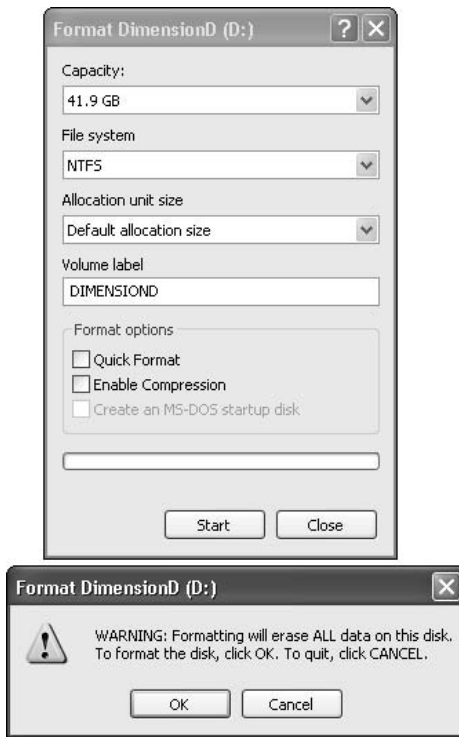 Format DimensionD (D:)
Capacity:
41.9 GB
File system
NTFS
Allocation unit size
Default allocation size
Volume label
DIMENSIOND
Format options
Quick Format
Enable Compression
Create an MS-DOS startup disk
Start Close
Format DimensionD (D:)
WARNING: Formatting will erase ALL data on this disk.
To format the disk, click OK. To quit, click CANCEL.
OK Cancel